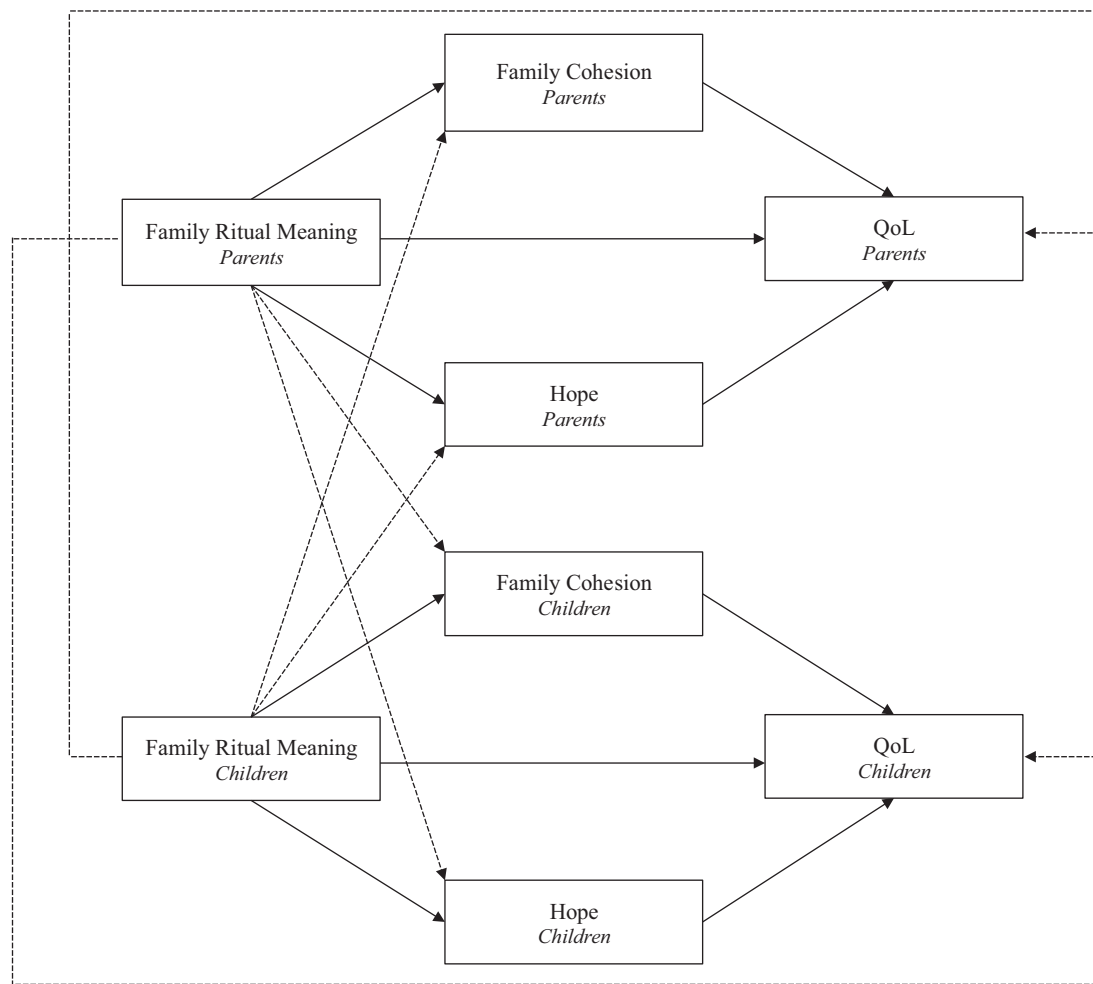 Family Cohesion
Parents
Family Ritual Meaning
Parents
QoL
Parents
Hope
Parents
Family Cohesion
Children
Family Ritual Meaning
Children
QoL
Children
Hope
Children